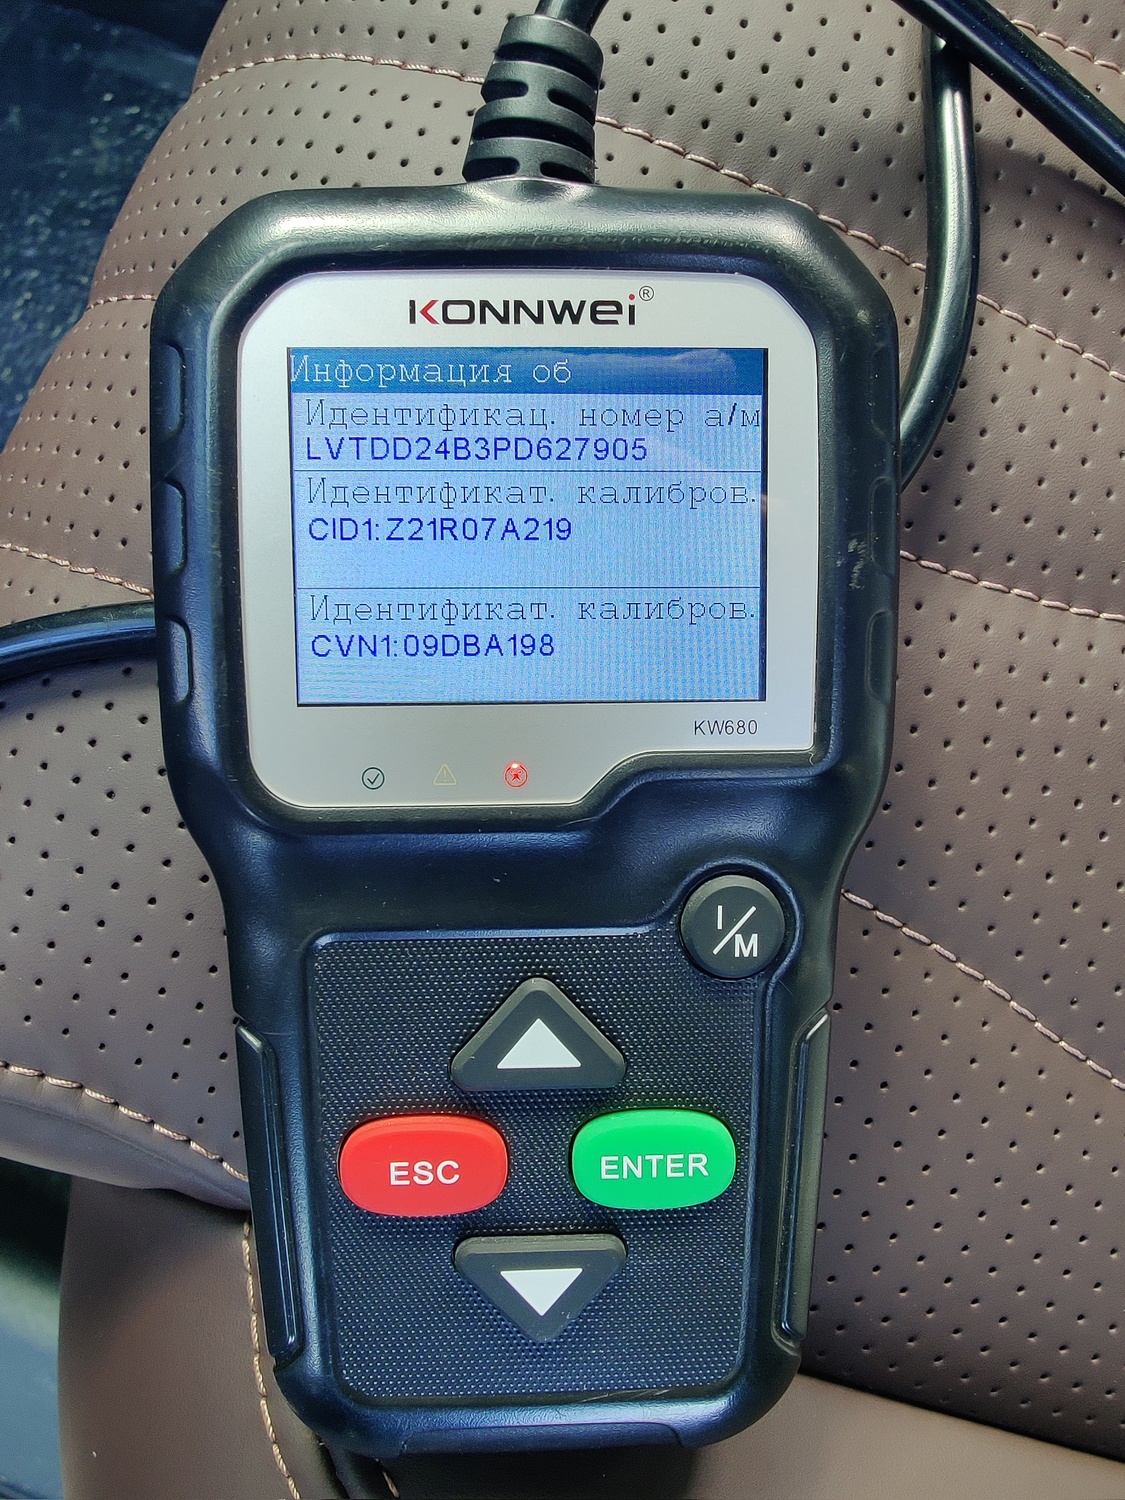 KONNWEI®
Информация об
Идентификац. номер а/м
LVTDD24B3PD627905
Идентификат. калибров.
CID1:Z21R07A219
Идентификат. калибров.
CVN1:09DBA198
KW680
I/M
ESC
ENTER